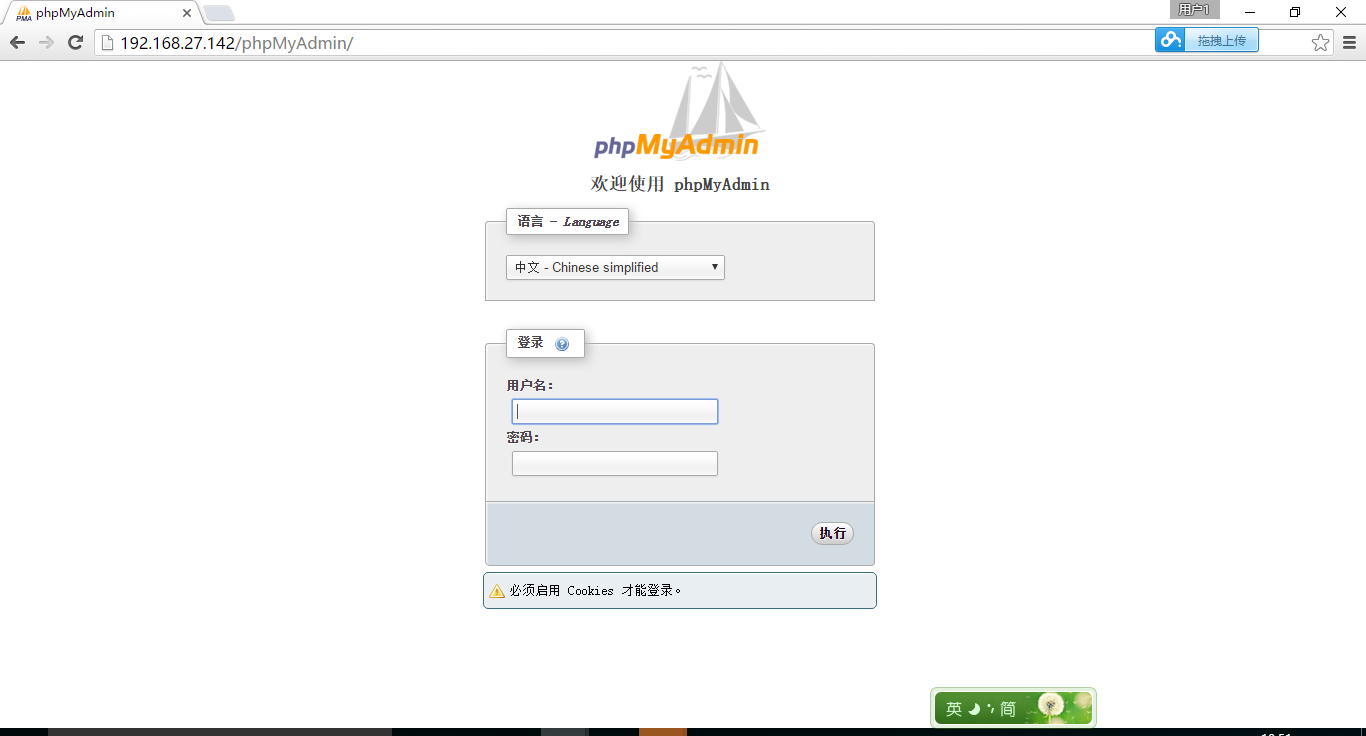 phpMyAdmin
用户1
192.168.27.142/phpMyAdmin/
拖拽上传
phpMyAdmin
欢迎使用 phpMyAdmin
语言 - Language
中文 - Chinese simplified
登录
用户名：
密码：
执行
必须启用 Cookies 才能登录。
英 简